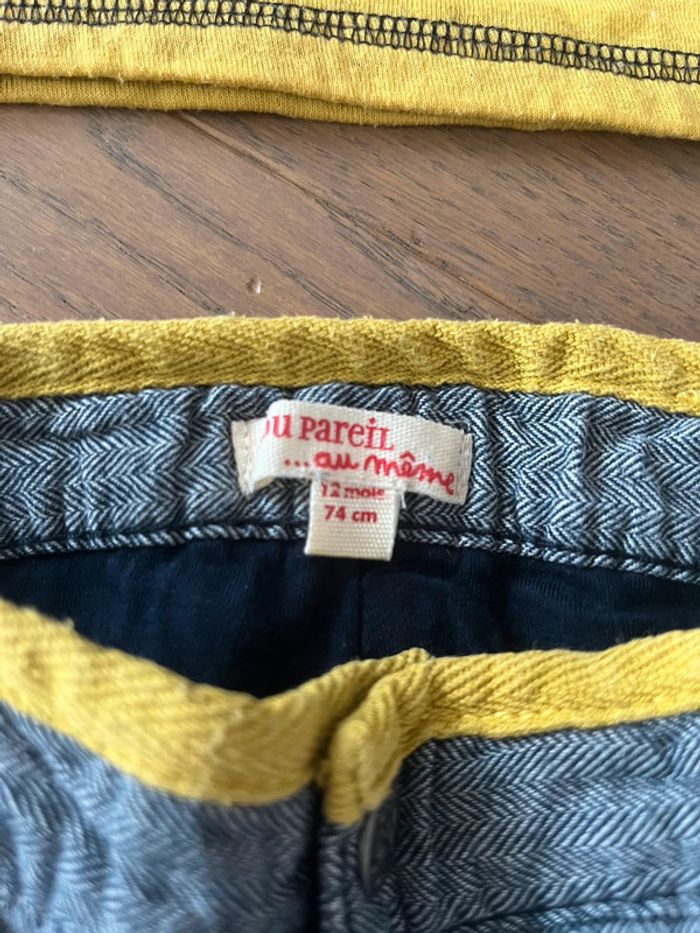 Du PareiL
...au même
12 mois
74 cm